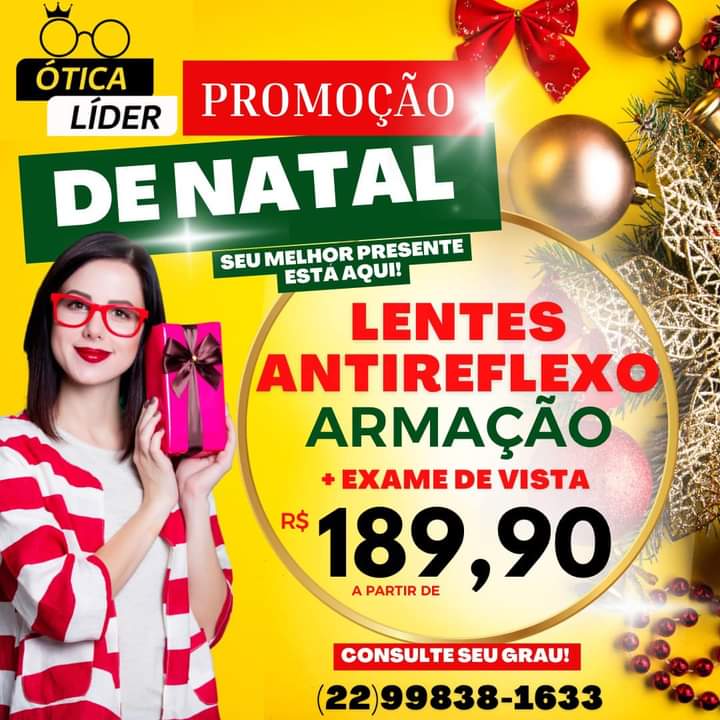 ÓTICA
LÍDER
PROMOÇÃO
DE NATAL
SEU MELHOR PRESENTE
ESTÁ AQUI!
LENTES
ANTIREFLEXO
ARMAÇÃO
+ EXAME DE VISTA
R$ 189,90
A PARTIR DE
CONSULTE SEU GRAU!
(22)99838-1633